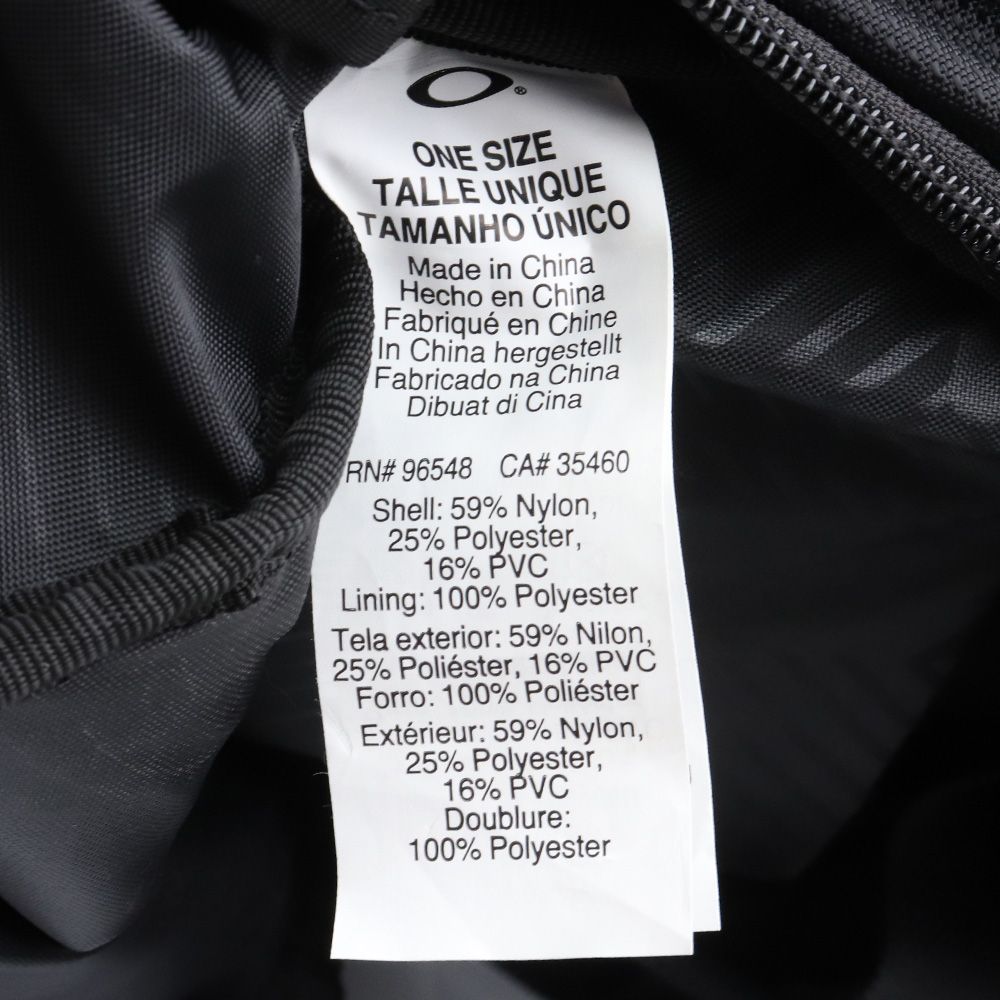 ONE SIZE
TALLE UNIQUE
TAMANHO ÚNICO
Made in China
Hecho en China
Fabriqué en Chine
In China hergestellt
Fabricado na China
Dibuat di Cina
RN# 96548 CA# 35460
Shell: 59% Nylon,
25% Polyester,
16% PVC
Lining: 100% Polyester
Tela exterior: 59% Nilon,
25% Poliéster, 16% PVC
Forro: 100% Poliéster
Extérieur: 59% Nylon,
25% Polyester,
16% PVC
Doublure:
100% Polyester